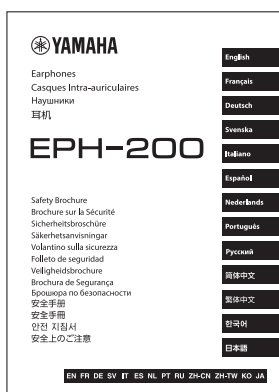 YAMAHA
Earphones
Casques Intra-auriculaires
Наушники
耳机
EPH-200
Safety Brochure
Brochure sur la Sécurité
Sicherheitsbroschüre
Säkerhetsanvisningar
Volantino sulla sicurezza
Folleto de seguridad
Veiligheidsbrochure
Brochura de Segurança
Брошюра по безопасности
安全手册
安全手冊
안전 지침서
安全上のご注意
English
Français
Deutsch
Svenska
Italiano
Español
Nederlands
Português
Русский
简体中文
繁体中文
한국어
日本語
EN FR DE SV IT ES NL PT RU ZH-CN ZH-TW KO JA